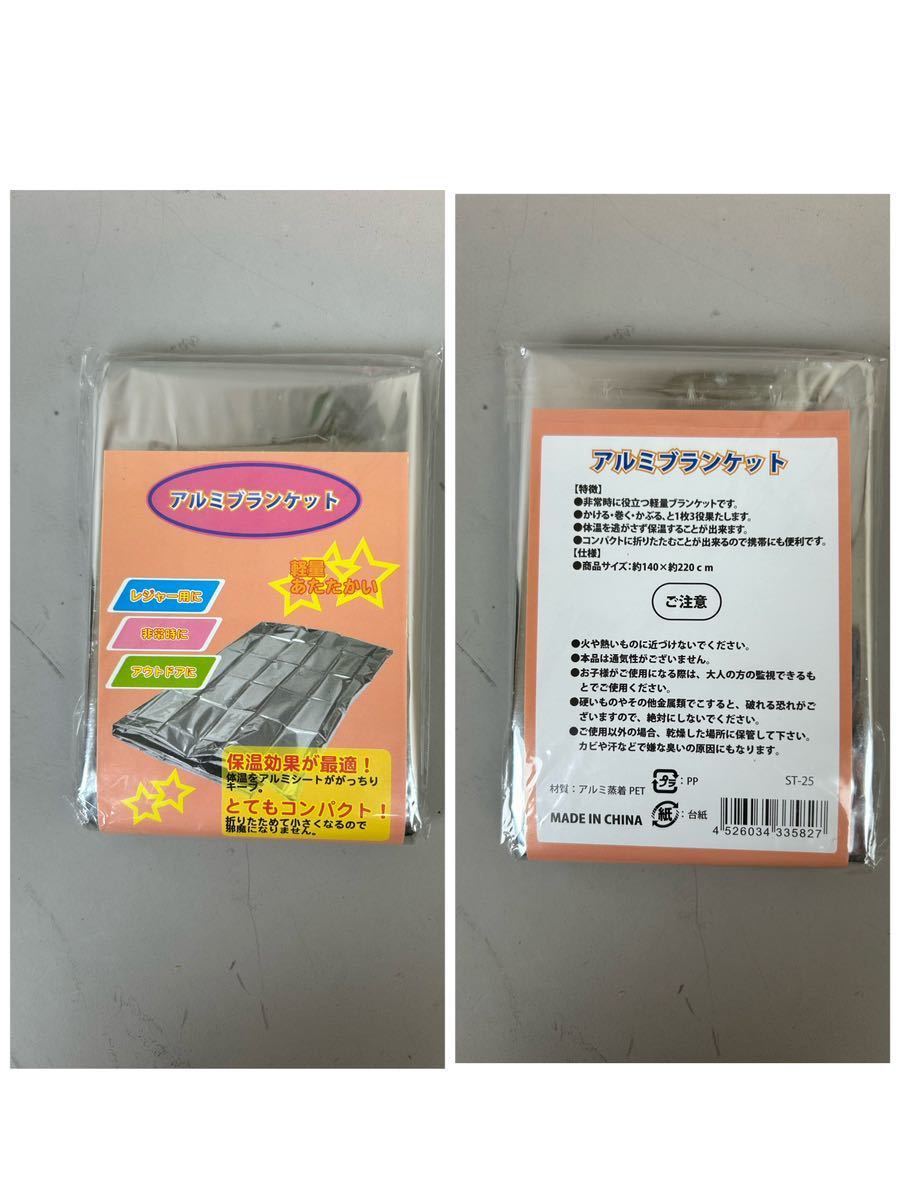 アルミブランケット
軽量
あたたかい
レジャー用に
非常時に
アウトドアに
保温効果が最適！
体温をアルミシートががっちり
キープ。
とてもコンパクト！
折りたためて小さくなるので
邪魔になりません。
アルミブランケット
【特徴】
●非常時に役立つ軽量ブランケットです。
●かける・巻く・かぶる、と1枚3役果たします。
●体温を逃がさず保温することが出来ます。
●コンパクトに折りたたむことが出来るので携帯にも便利です。
【仕様】
●商品サイズ：約140×約220ｃｍ
ご注意
●火や熱いものに近づけないでください。
●本品は通気性がございません。
●お子様がご使用になる際は、大人の方の監視できるも
とでご使用ください。
●硬いものやその他金属類でこすると、破れる恐れがご
ざいますので、絶対にしないでください。
●ご使用以外の場合、乾燥した場所に保管して下さい。
カビや汗などで嫌な臭いの原因にもなります。
材質：アルミ蒸着 PET
プラ：PP
ST-25
MADE IN CHINA
紙：台紙
4 526034 335827